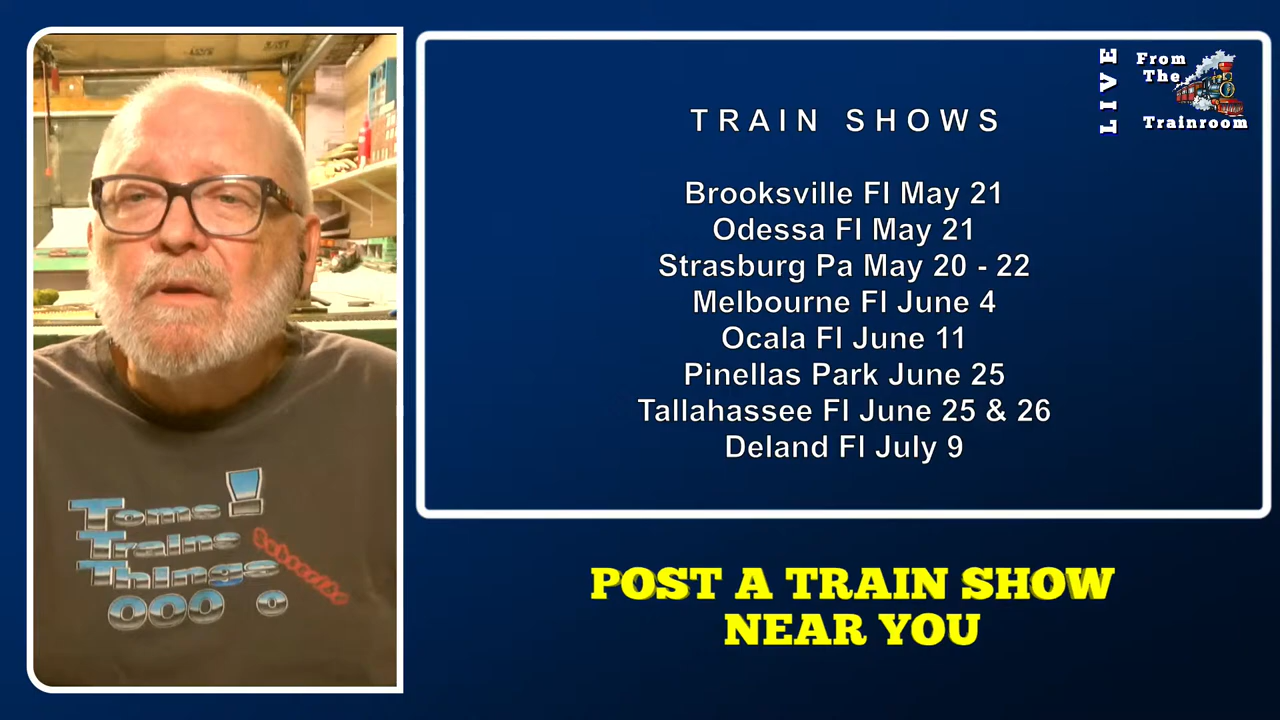 LIVE
From
The
Trainroom
TRAIN SHOWS
Brooksville Fl May 21
Odessa Fl May 21
Strasburg Pa May 20 - 22
Melbourne Fl June 4
Ocala Fl June 11
Pinellas Park June 25
Tallahassee Fl June 25 & 26
Deland Fl July 9
POST A TRAIN SHOW
NEAR YOU
Toms !
Trains
Things
Subscribe
OOO o